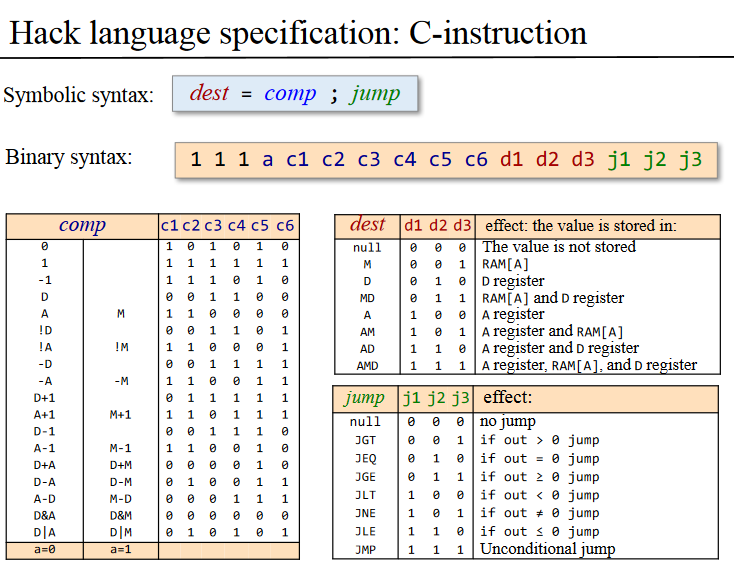 Hack language specification: C-instruction
Symbolic syntax: dest = comp ; jump
Binary syntax: 1 1 1 a c1 c2 c3 c4 c5 c6 d1 d2 d3 j1 j2 j3
comp c1 c2 c3 c4 c5 c6
0 1 0 1 0 1 0
1 1 1 1 1 1 1
-1 1 1 1 0 1 0
D 0 0 1 1 0 0
A M 1 1 0 0 0 0
!D 0 0 1 1 0 1
!A !M 1 1 0 0 0 1
-D 0 0 1 1 1 1
-A -M 1 1 0 0 1 1
D+1 0 1 1 1 1 1
A+1 M+1 1 1 0 1 1 1
D-1 0 0 1 1 1 0
A-1 M-1 1 1 0 0 1 0
D+A D+M 0 0 0 0 1 0
D-A D-M 0 1 0 0 1 1
A-D M-D 0 0 0 1 1 1
D&A D&M 0 0 0 0 0 0
D|A D|M 0 1 0 1 0 1
a=0 a=1
dest d1 d2 d3 effect: the value is stored in:
null 0 0 0 The value is not stored
M 0 0 1 RAM[A]
D 0 1 0 D register
MD 0 1 1 RAM[A] and D register
A 1 0 0 A register
AM 1 0 1 A register and RAM[A]
AD 1 1 0 A register and D register
AMD 1 1 1 A register, RAM[A], and D register
jump j1 j2 j3 effect:
null 0 0 0 no jump
JGT 0 0 1 if out > 0 jump
JEQ 0 1 0 if out = 0 jump
JGE 0 1 1 if out ≥ 0 jump
JLT 1 0 0 if out < 0 jump
JNE 1 0 1 if out ≠ 0 jump
JLE 1 1 0 if out ≤ 0 jump
JMP 1 1 1 Unconditional jump